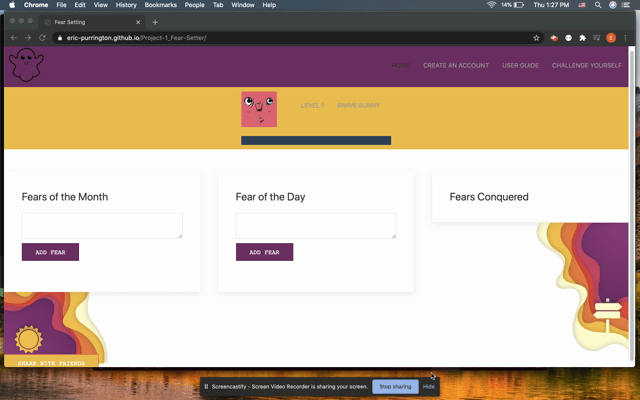 Chrome File Edit View History Bookmarks People Tab Window Help 14% Thu 1:27 PM
Fear Setting
eric-purrington.github.io/Project-1_Fear-Setter/
E
HOME CREATE AN ACCOUNT USER GUIDE CHALLENGE YOURSELF
LEVEL 1 BRAVE BUNNY
Fears of the Month Fear of the Day Fears Conquered
ADD FEAR ADD FEAR
SHARE WITH FRIENDS
Screencastify - Screen Video Recorder is sharing your screen. Stop sharing Hide